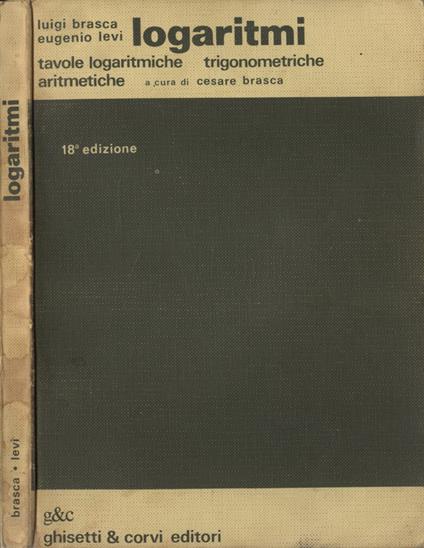 luigi brasca
eugenio levi logaritmi
tavole logaritmiche trigonometriche
aritmetiche a cura di cesare brasca
18ª edizione
g&c
ghisetti & corvi editori
logaritmi
brasca • levi